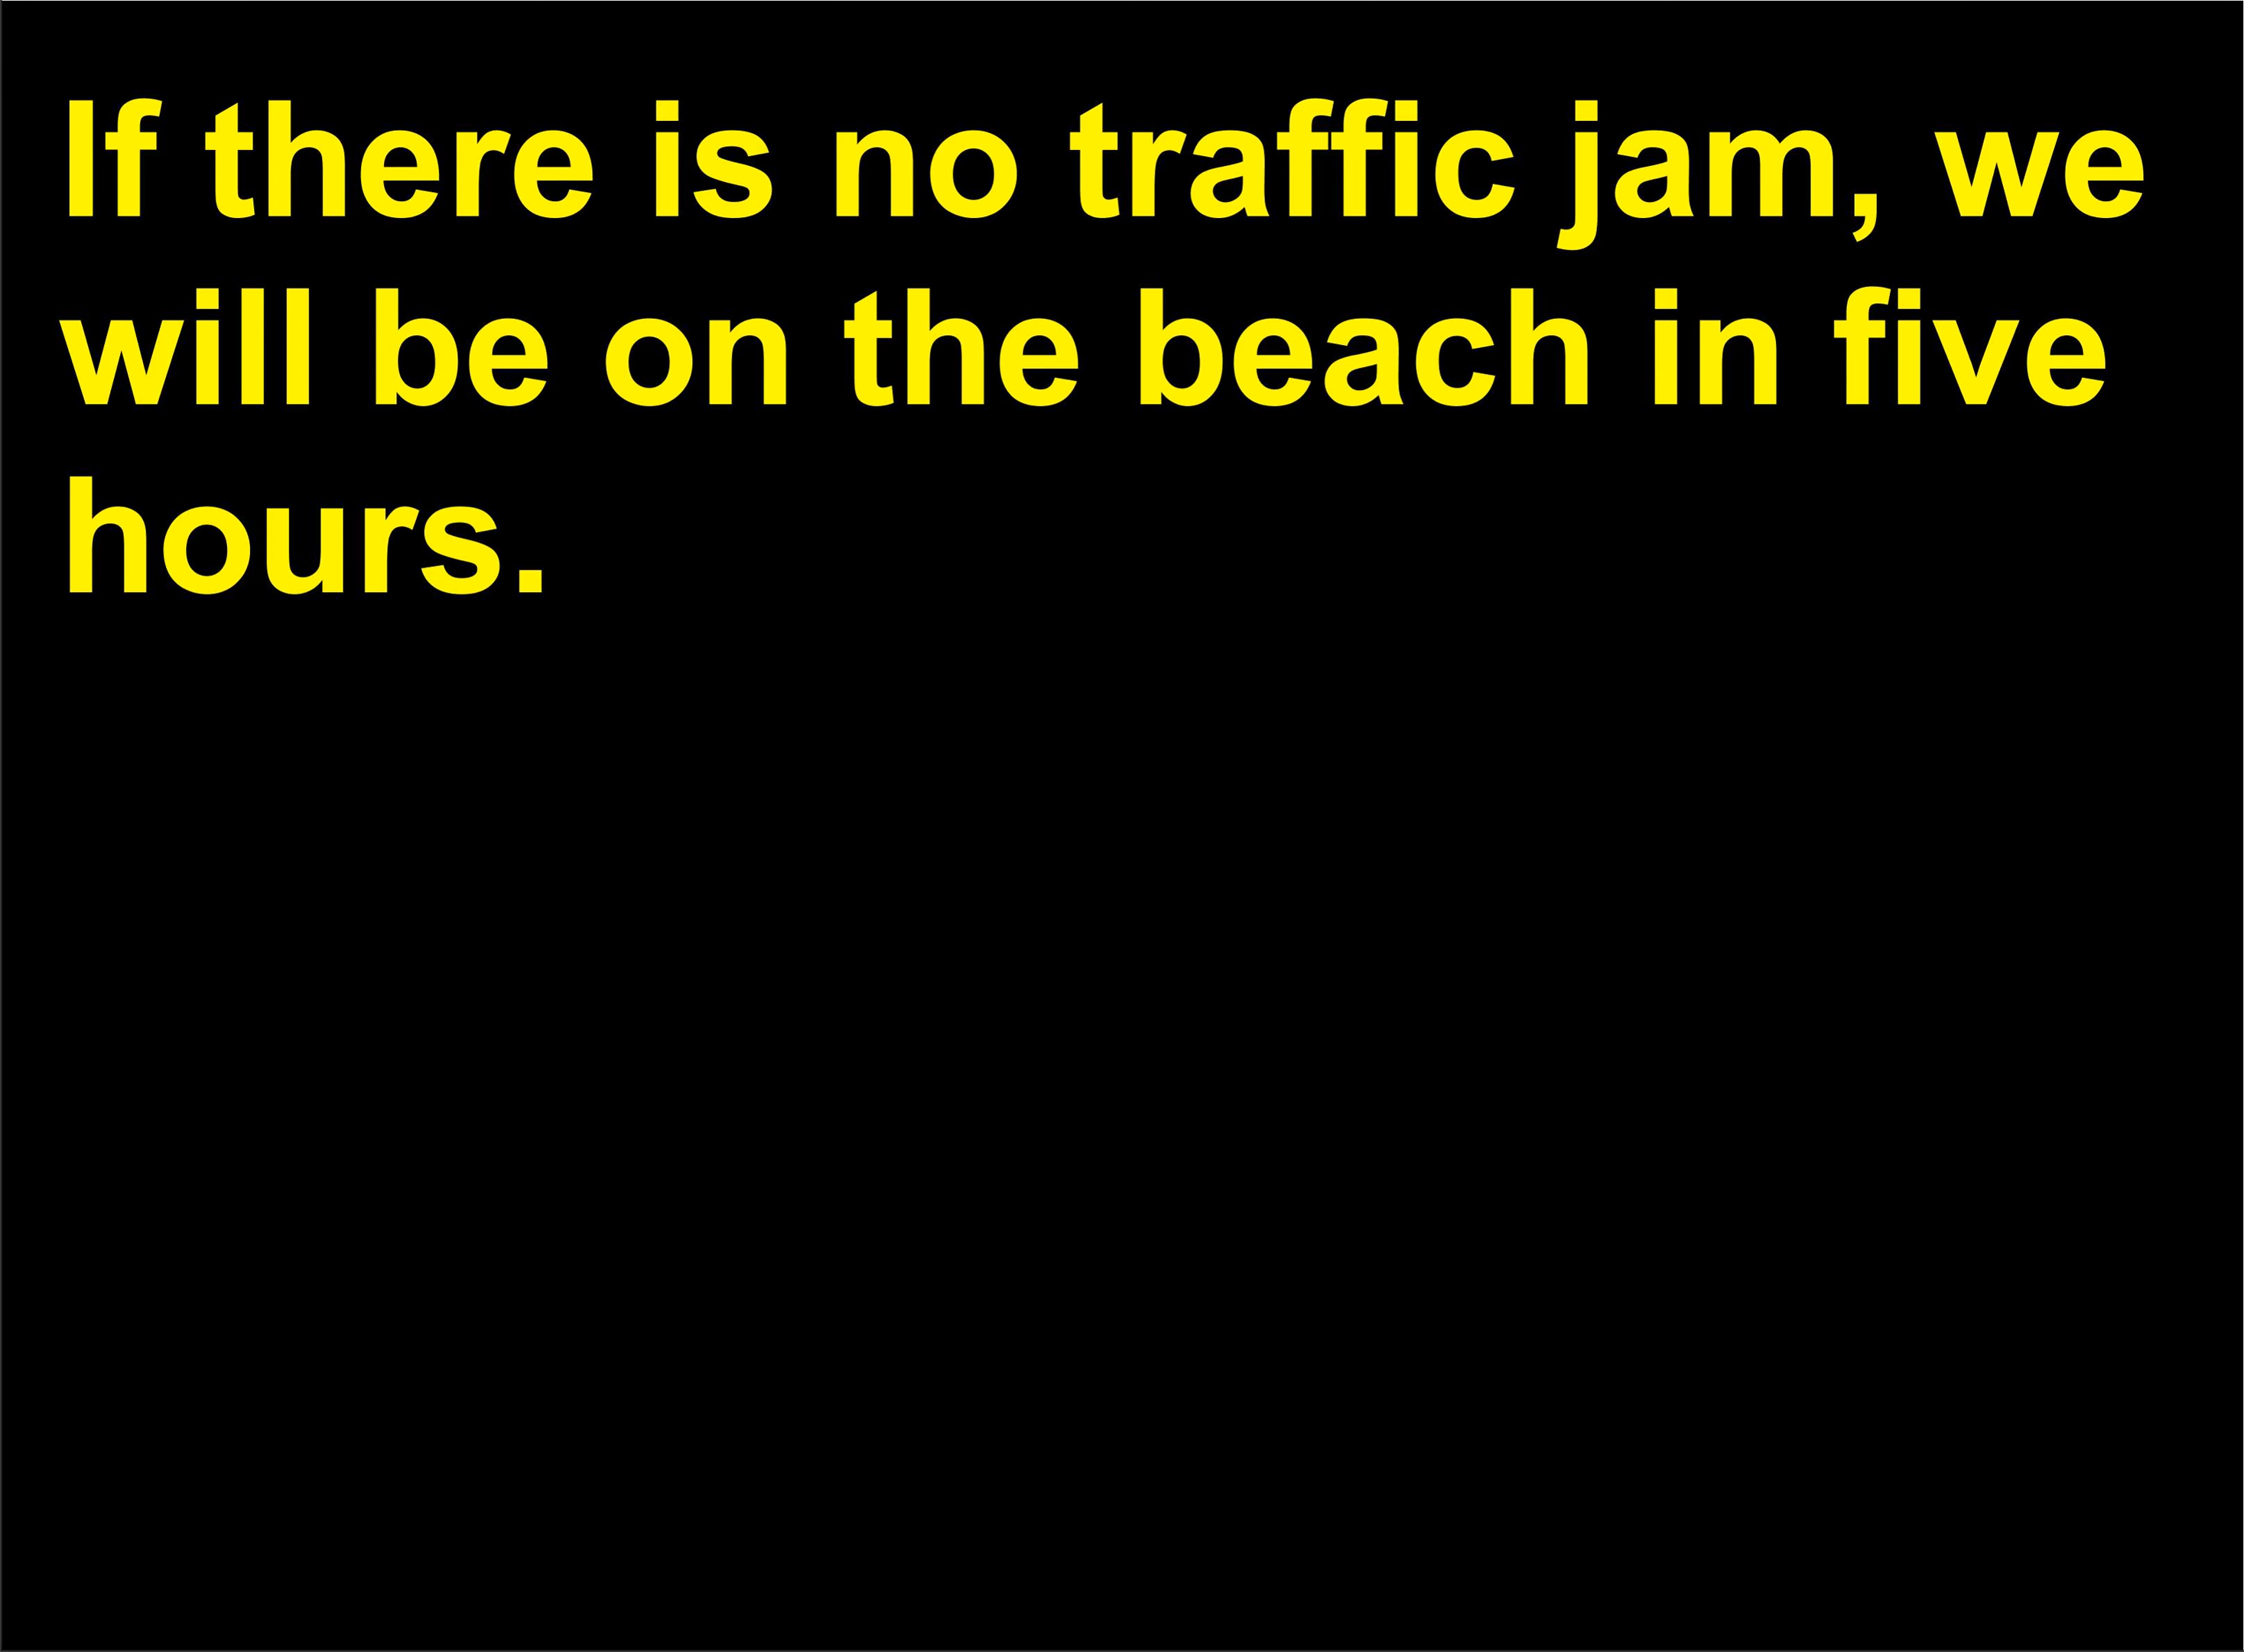 If there is no traffic jam, we
will be on the beach in five
hours.